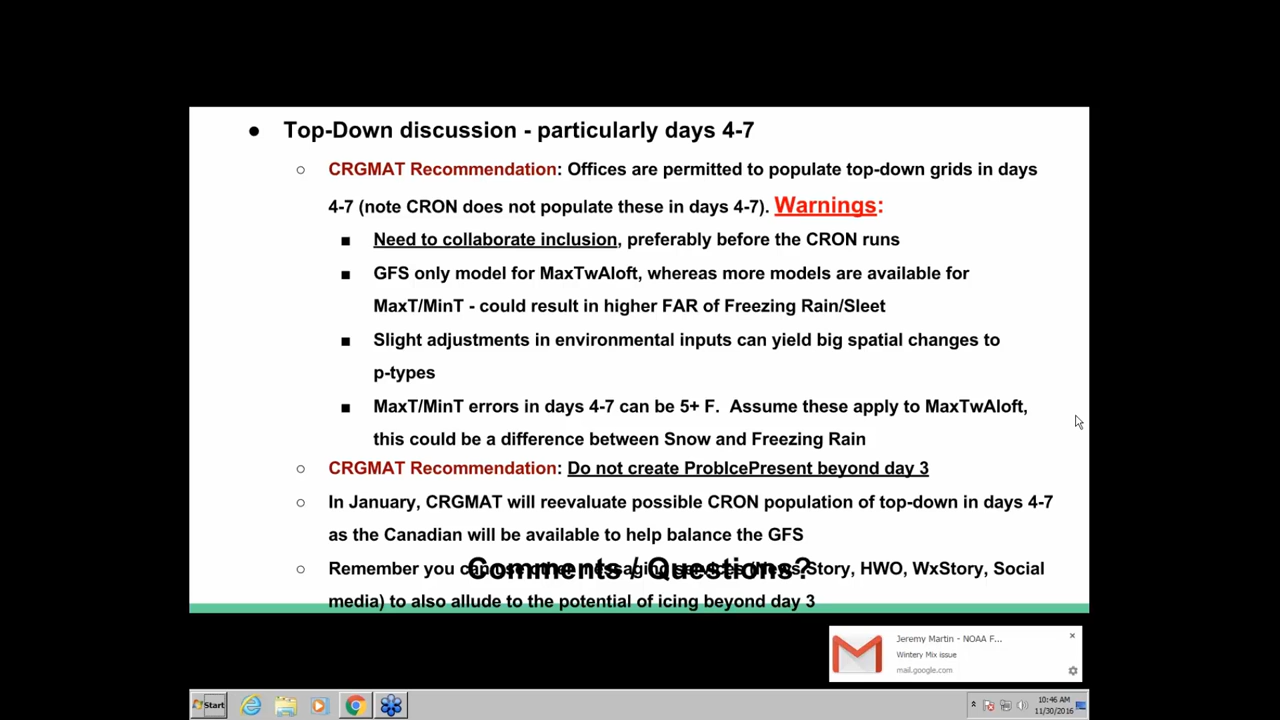 Top-Down discussion - particularly days 4-7
CRGMAT Recommendation: Offices are permitted to populate top-down grids in days
4-7 (note CRON does not populate these in days 4-7). Warnings:
Need to collaborate inclusion, preferably before the CRON runs
GFS only model for MaxTwAloft, whereas more models are available for
MaxT/MinT - could result in higher FAR of Freezing Rain/Sleet
Slight adjustments in environmental inputs can yield big spatial changes to
p-types
MaxT/MinT errors in days 4-7 can be 5+ F. Assume these apply to MaxTwAloft,
this could be a difference between Snow and Freezing Rain
CRGMAT Recommendation: Do not create ProbIcePresent beyond day 3
In January, CRGMAT will reevaluate possible CRON population of top-down in days 4-7
as the Canadian will be available to help balance the GFS
Remember you can use other messaging services (News Story, HWO, WxStory, Social
Comments / Questions?
media) to also allude to the potential of icing beyond day 3
Jeremy Martin - NOAA F...
Wintery Mix issue
mail.google.com
Start
10:46 AM
11/30/2016